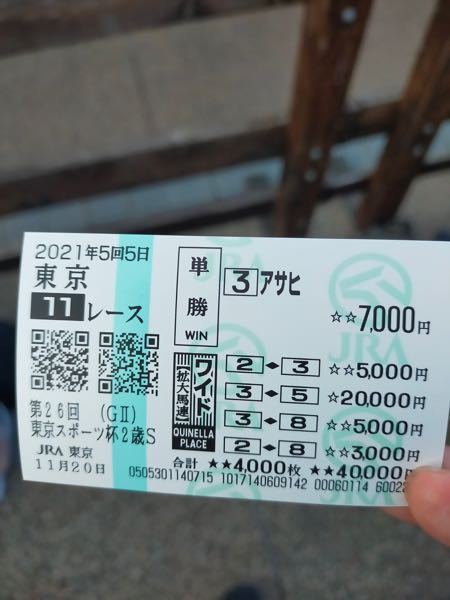 2021年5回5日
東京
11レース
第26回 (GⅡ)
東京スポーツ杯2歳S
JRA 東京
11月20日
単勝
WIN
3 アサヒ
☆☆7,000円
ワイド
拡大馬連
QUINELLA PLACE
2 ◆ 3 ☆☆5,000円
3 ◆ 5 ☆20,000円
3 ◆ 8 ☆☆5,000円
2 ◆ 8 ☆☆3,000円
合計 ★★4,000枚 ★★40,000円
0505301140715 1017140609142 00060114
JRA
JRA